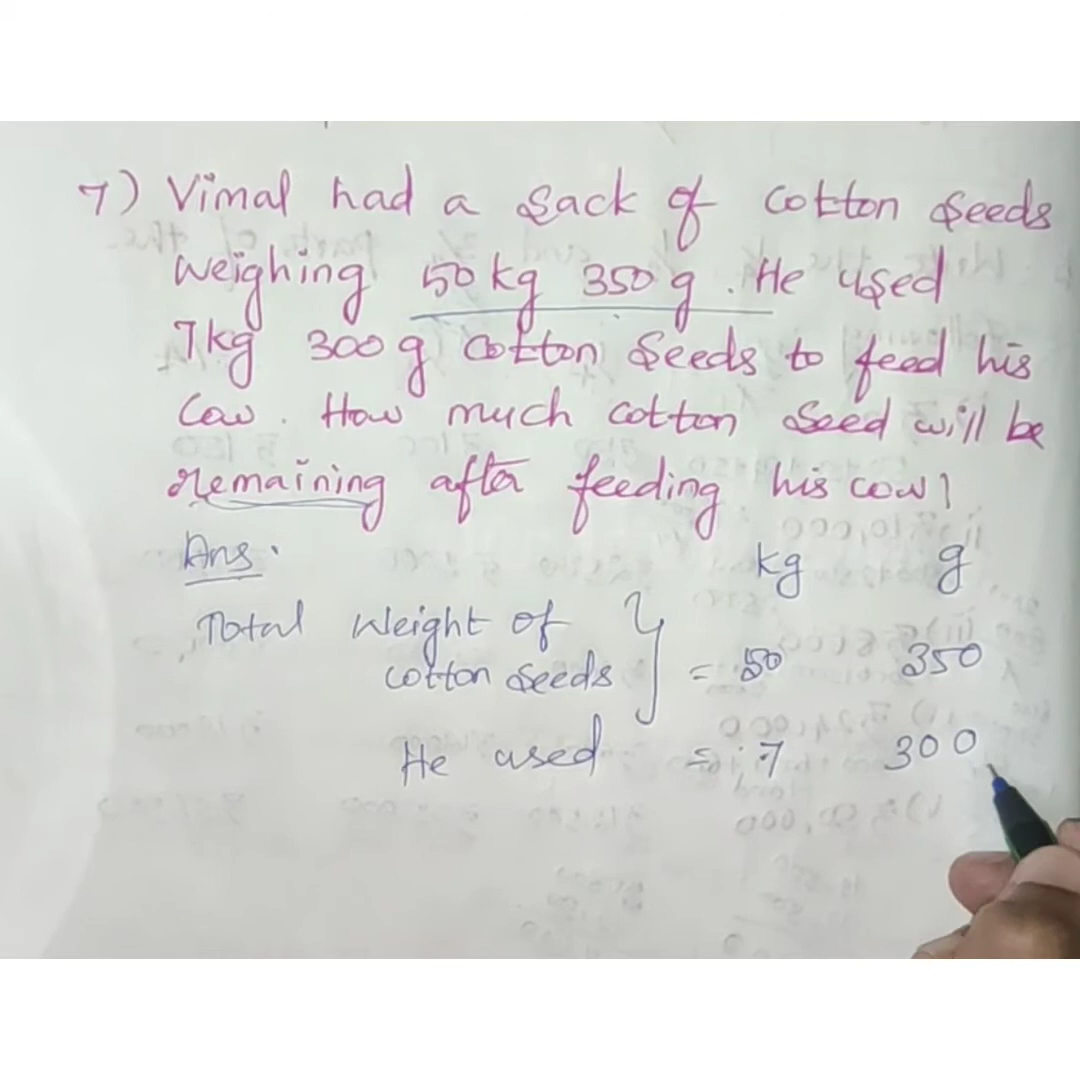 7) Vimal had a sack of cotton seeds
weighing 50 kg 350 g. He used
7kg 300 g cotton seeds to feed his
Cow. How much cotton seed will be
remaining after feeding his cow?
Ans.
kg g
Total weight of
cotton seeds } = 50 350
He used = 7 300